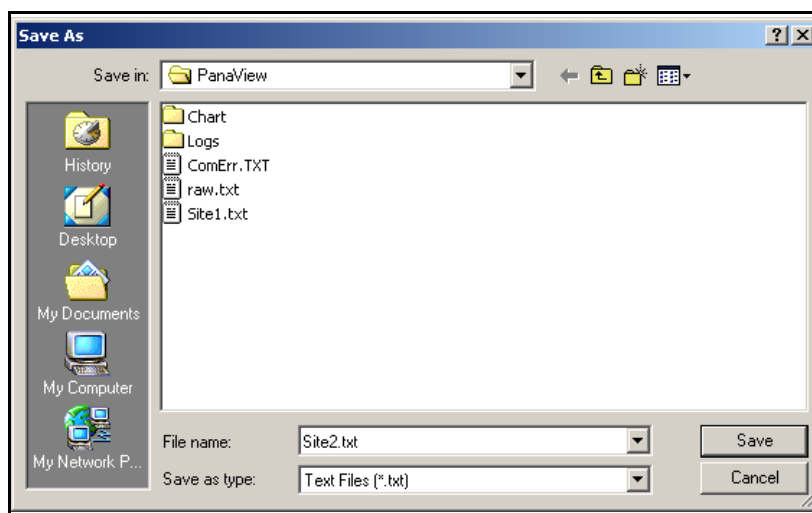 Save As
Save in: PanaView
Chart
Logs
ComErr.TXT
raw.txt
Site1.txt
History
Desktop
My Documents
My Computer
My Network P...
File name: Site2.txt Save
Save as type: Text Files (*.txt) Cancel